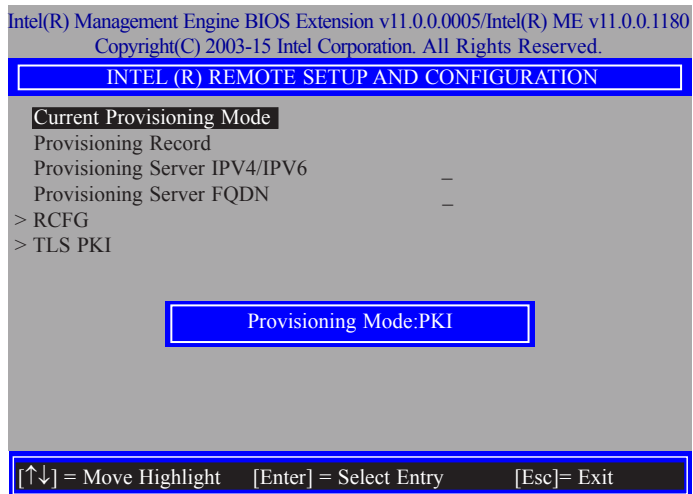 Intel(R) Management Engine BIOS Extension v11.0.0.0005/Intel(R) ME v11.0.0.1180
Copyright(C) 2003-15 Intel Corporation. All Rights Reserved.
INTEL (R) REMOTE SETUP AND CONFIGURATION
Current Provisioning Mode
Provisioning Record
Provisioning Server IPV4/IPV6 _
Provisioning Server FQDN _
> RCFG
> TLS PKI
Provisioning Mode:PKI
[↑↓] = Move Highlight [Enter] = Select Entry [Esc]= Exit